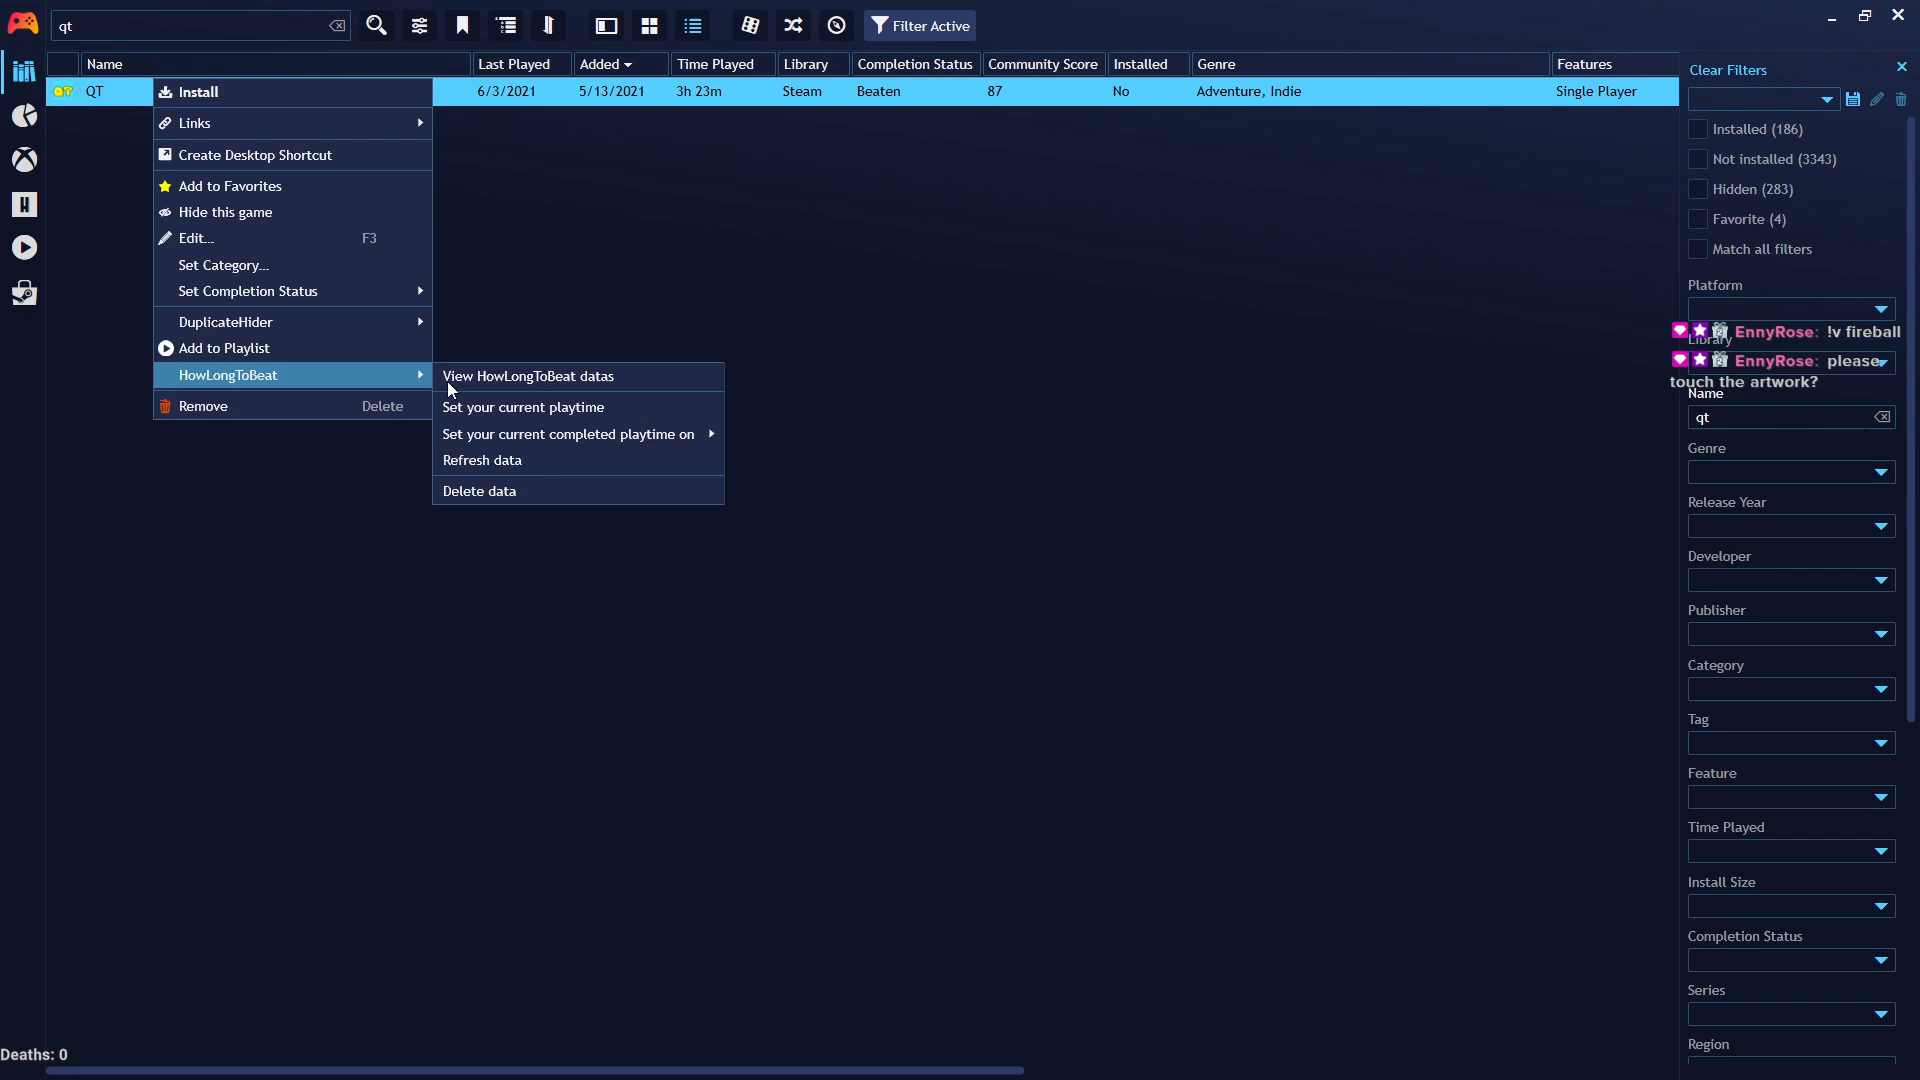 qt
Filter Active
Name
Last Played
Added
Time Played
Library
Completion Status
Community Score
Installed
Genre
Features
QT
QT
6/3/2021
5/13/2021
3h 23m
Steam
Beaten
87
No
Adventure, Indie
Single Player
Install
Links
Create Desktop Shortcut
Add to Favorites
Hide this game
Edit...
F3
Set Category...
Set Completion Status
DuplicateHider
Add to Playlist
HowLongToBeat
Remove
Delete
View HowLongToBeat datas
Set your current playtime
Set your current completed playtime on
Refresh data
Delete data
Clear Filters
Installed (186)
Not installed (3343)
Hidden (283)
Favorite (4)
Match all filters
Platform
EnnyRose: !v fireball
Library
EnnyRose: please
touch the artwork?
Name
qt
Genre
Release Year
Developer
Publisher
Category
Tag
Feature
Time Played
Install Size
Completion Status
Series
Region
Deaths: 0